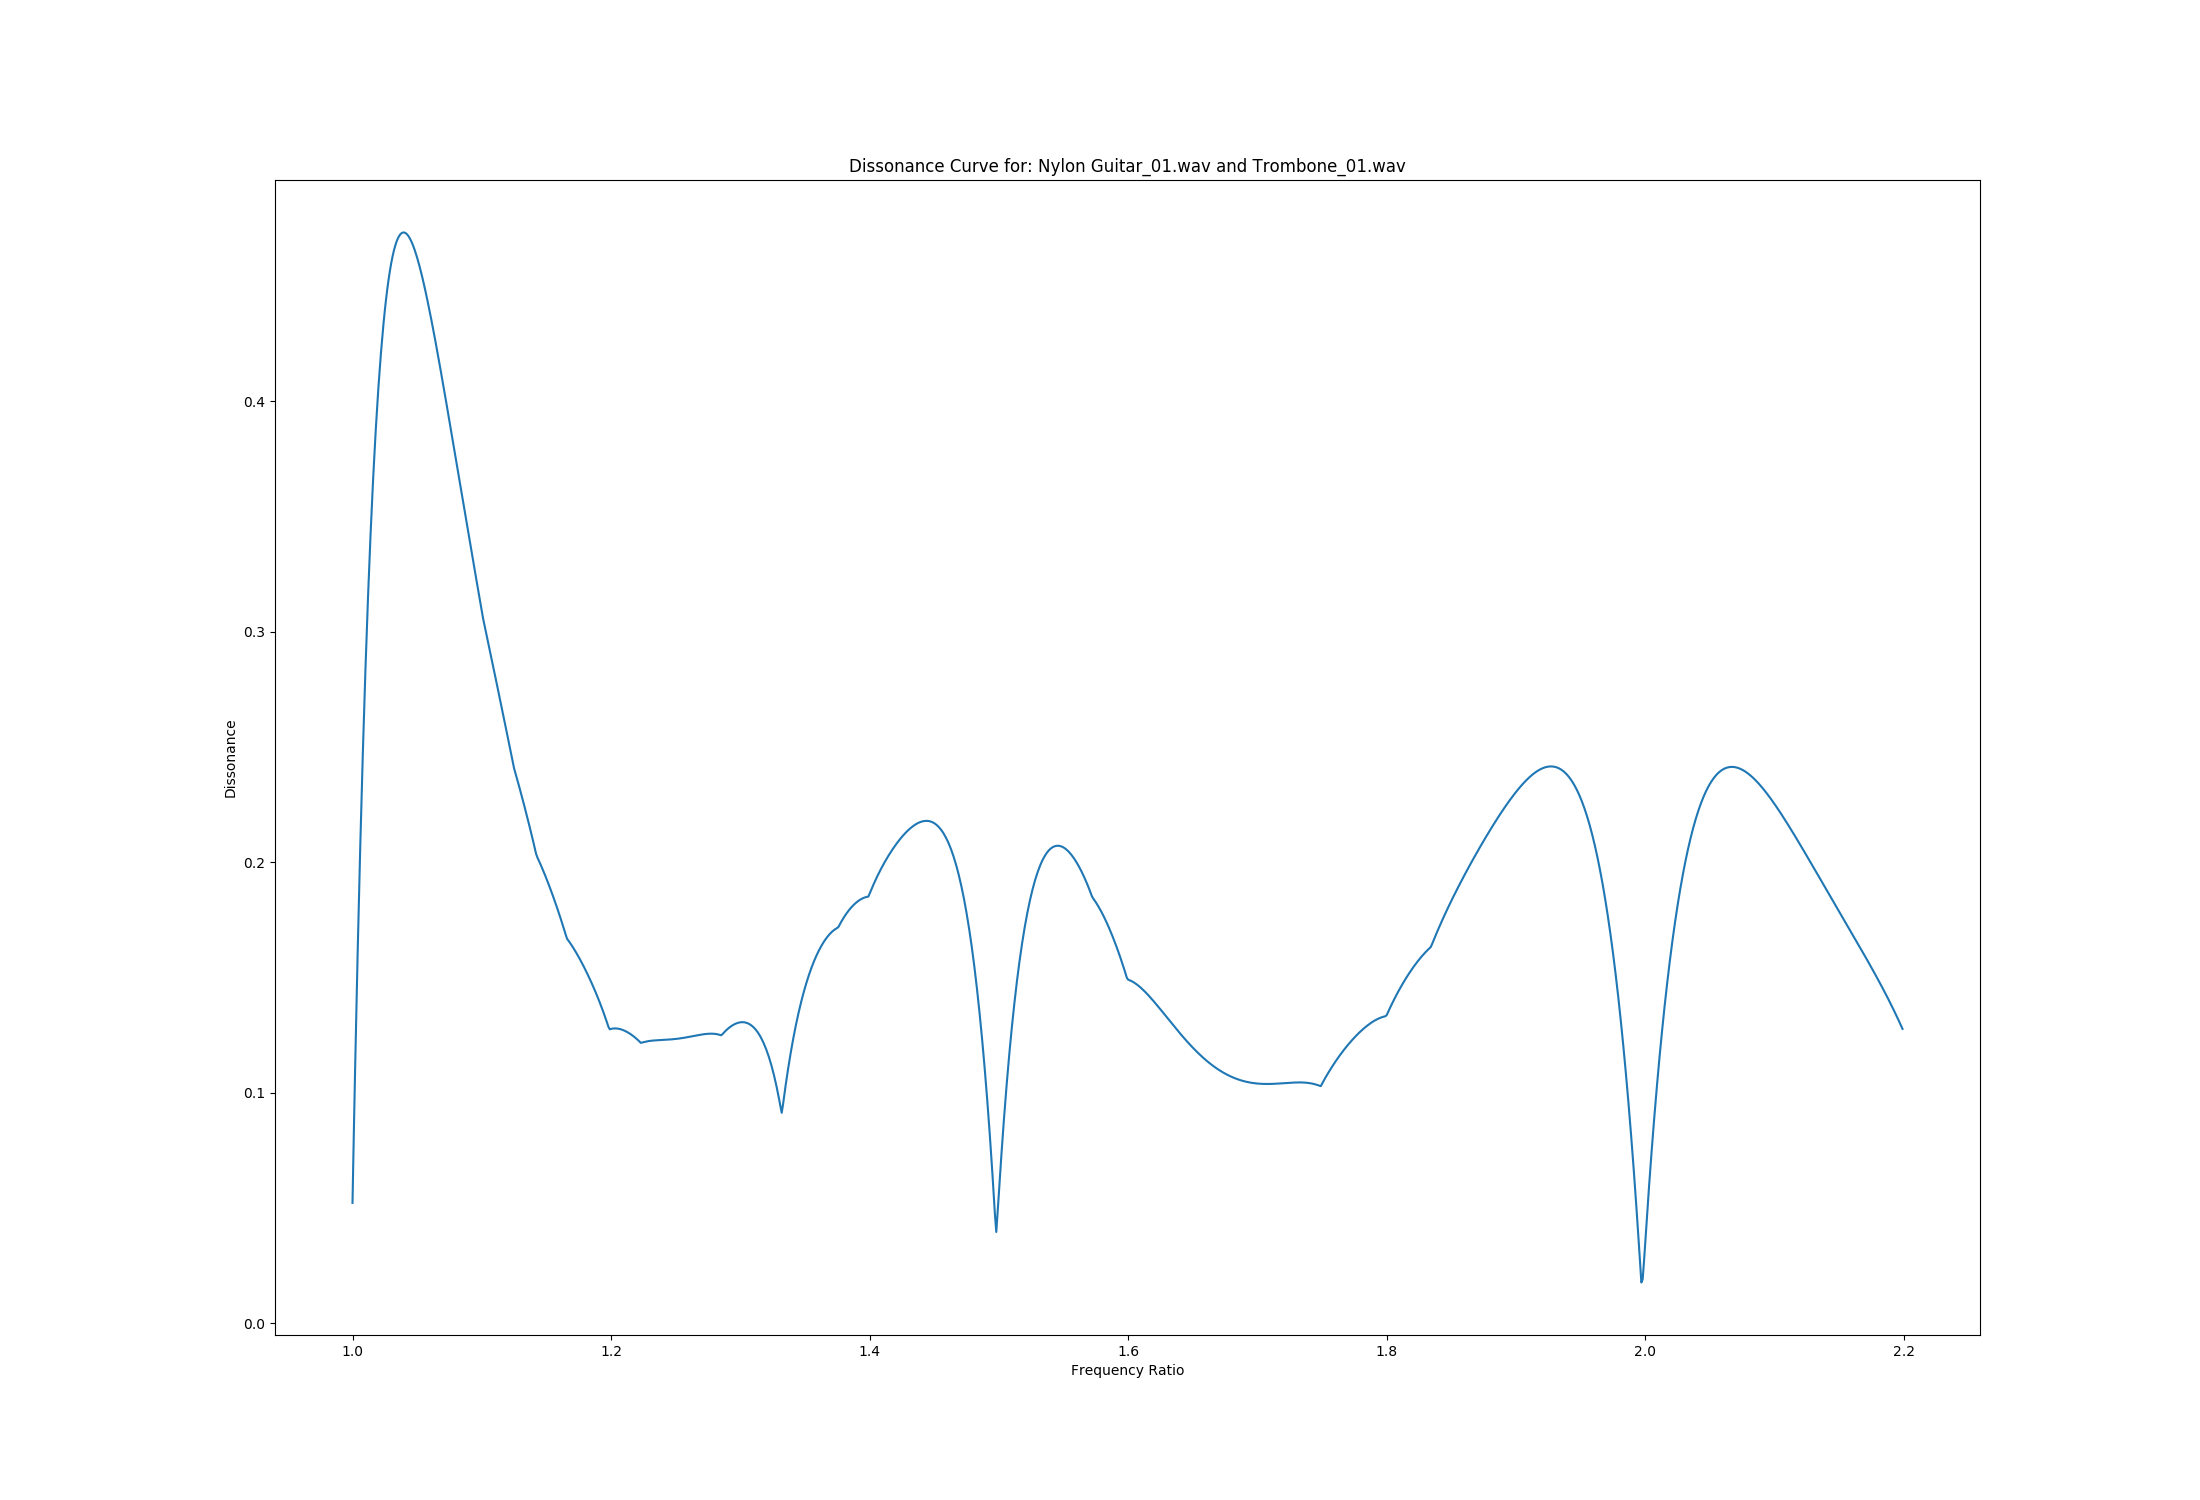 Dissonance Curve for: Nylon Guitar_01.wav and Trombone_01.wav
Dissonance
0.4
0.3
0.2
0.1
0.0
1.0 1.2 1.4 1.6 1.8 2.0 2.2
Frequency Ratio